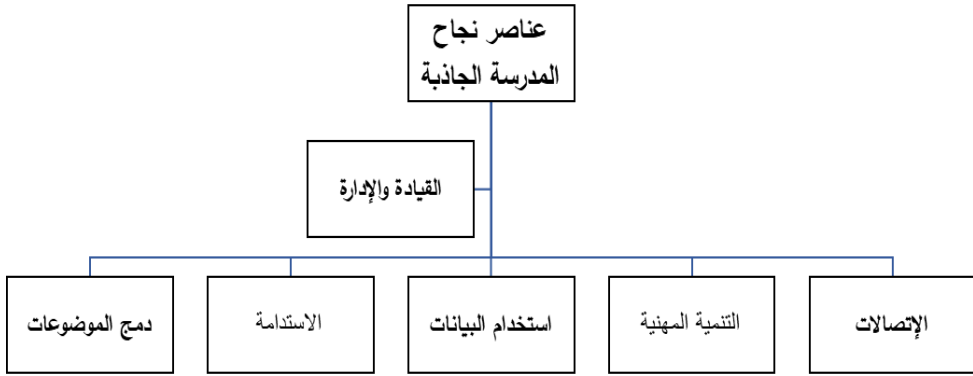 عناصر نجاح
المدرسة الجاذبة
القيادة والإدارة
الإتصالات
التنمية المهنية
استخدام البيانات
الاستدامة
دمج الموضوعات